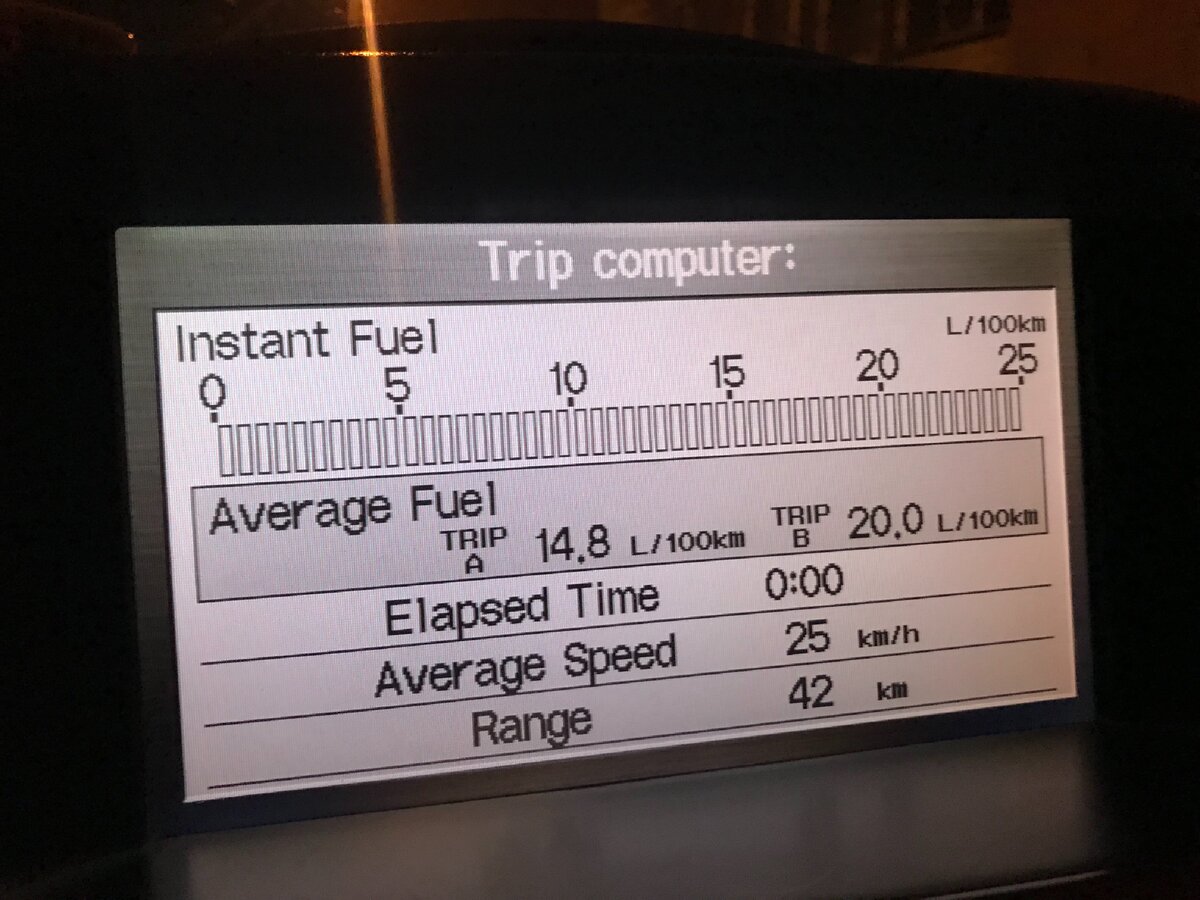 Trip computer:
Instant Fuel L/100km
0 5 10 15 20 25
Average Fuel
TRIP A 14.8 L/100km TRIP B 20.0 L/100km
Elapsed Time 0:00
Average Speed 25 km/h
Range 42 km